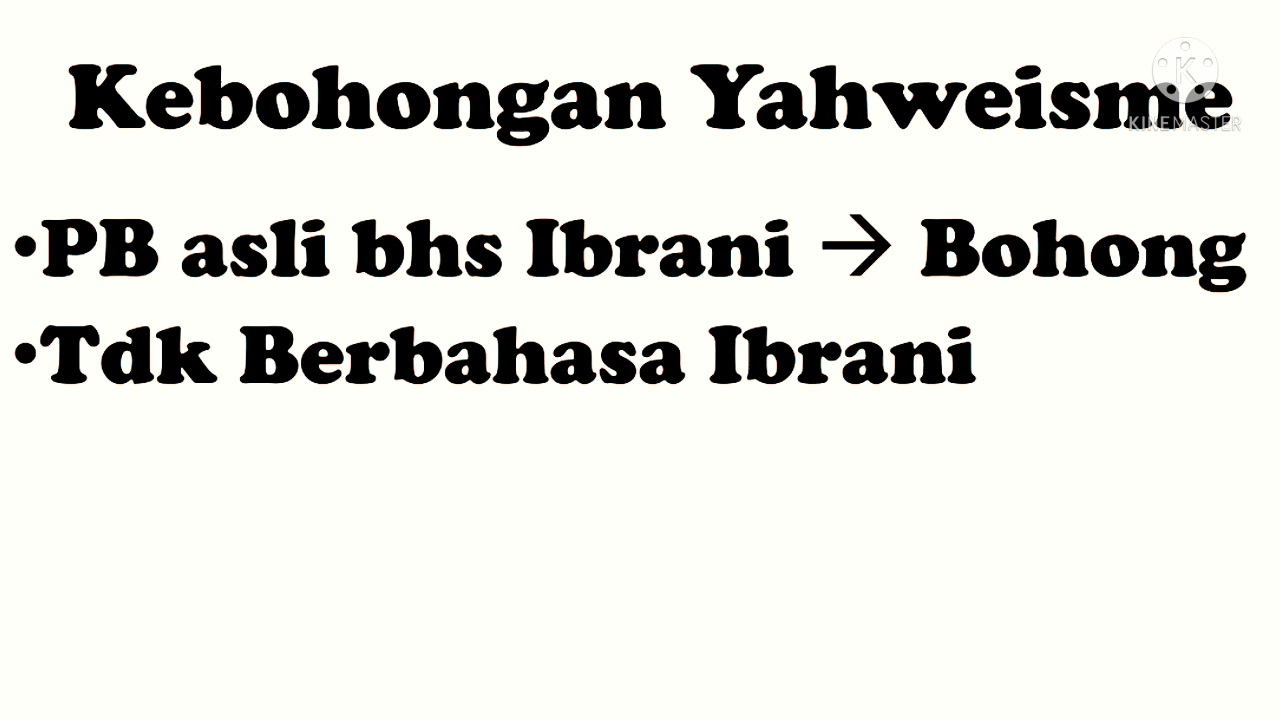 Kebohongan Yahweisme
KINEMASTER
•PB asli bhs Ibrani → Bohong
•Tdk Berbahasa Ibrani